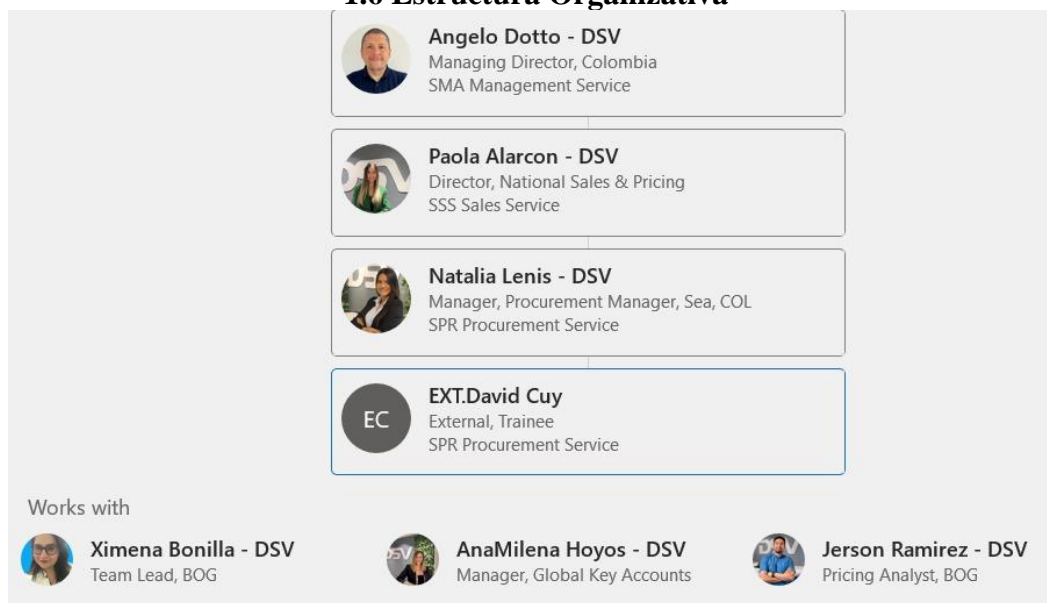 1.6 Estructura Organizativa
Angelo Dotto - DSV
Managing Director, Colombia
SMA Management Service
Paola Alarcon - DSV
Director, National Sales & Pricing
SSS Sales Service
Natalia Lenis - DSV
Manager, Procurement Manager, Sea, COL
SPR Procurement Service
EC
EXT.David Cuy
External, Trainee
SPR Procurement Service
Works with
Ximena Bonilla - DSV
Team Lead, BOG
AnaMilena Hoyos - DSV
Manager, Global Key Accounts
Jerson Ramirez - DSV
Pricing Analyst, BOG